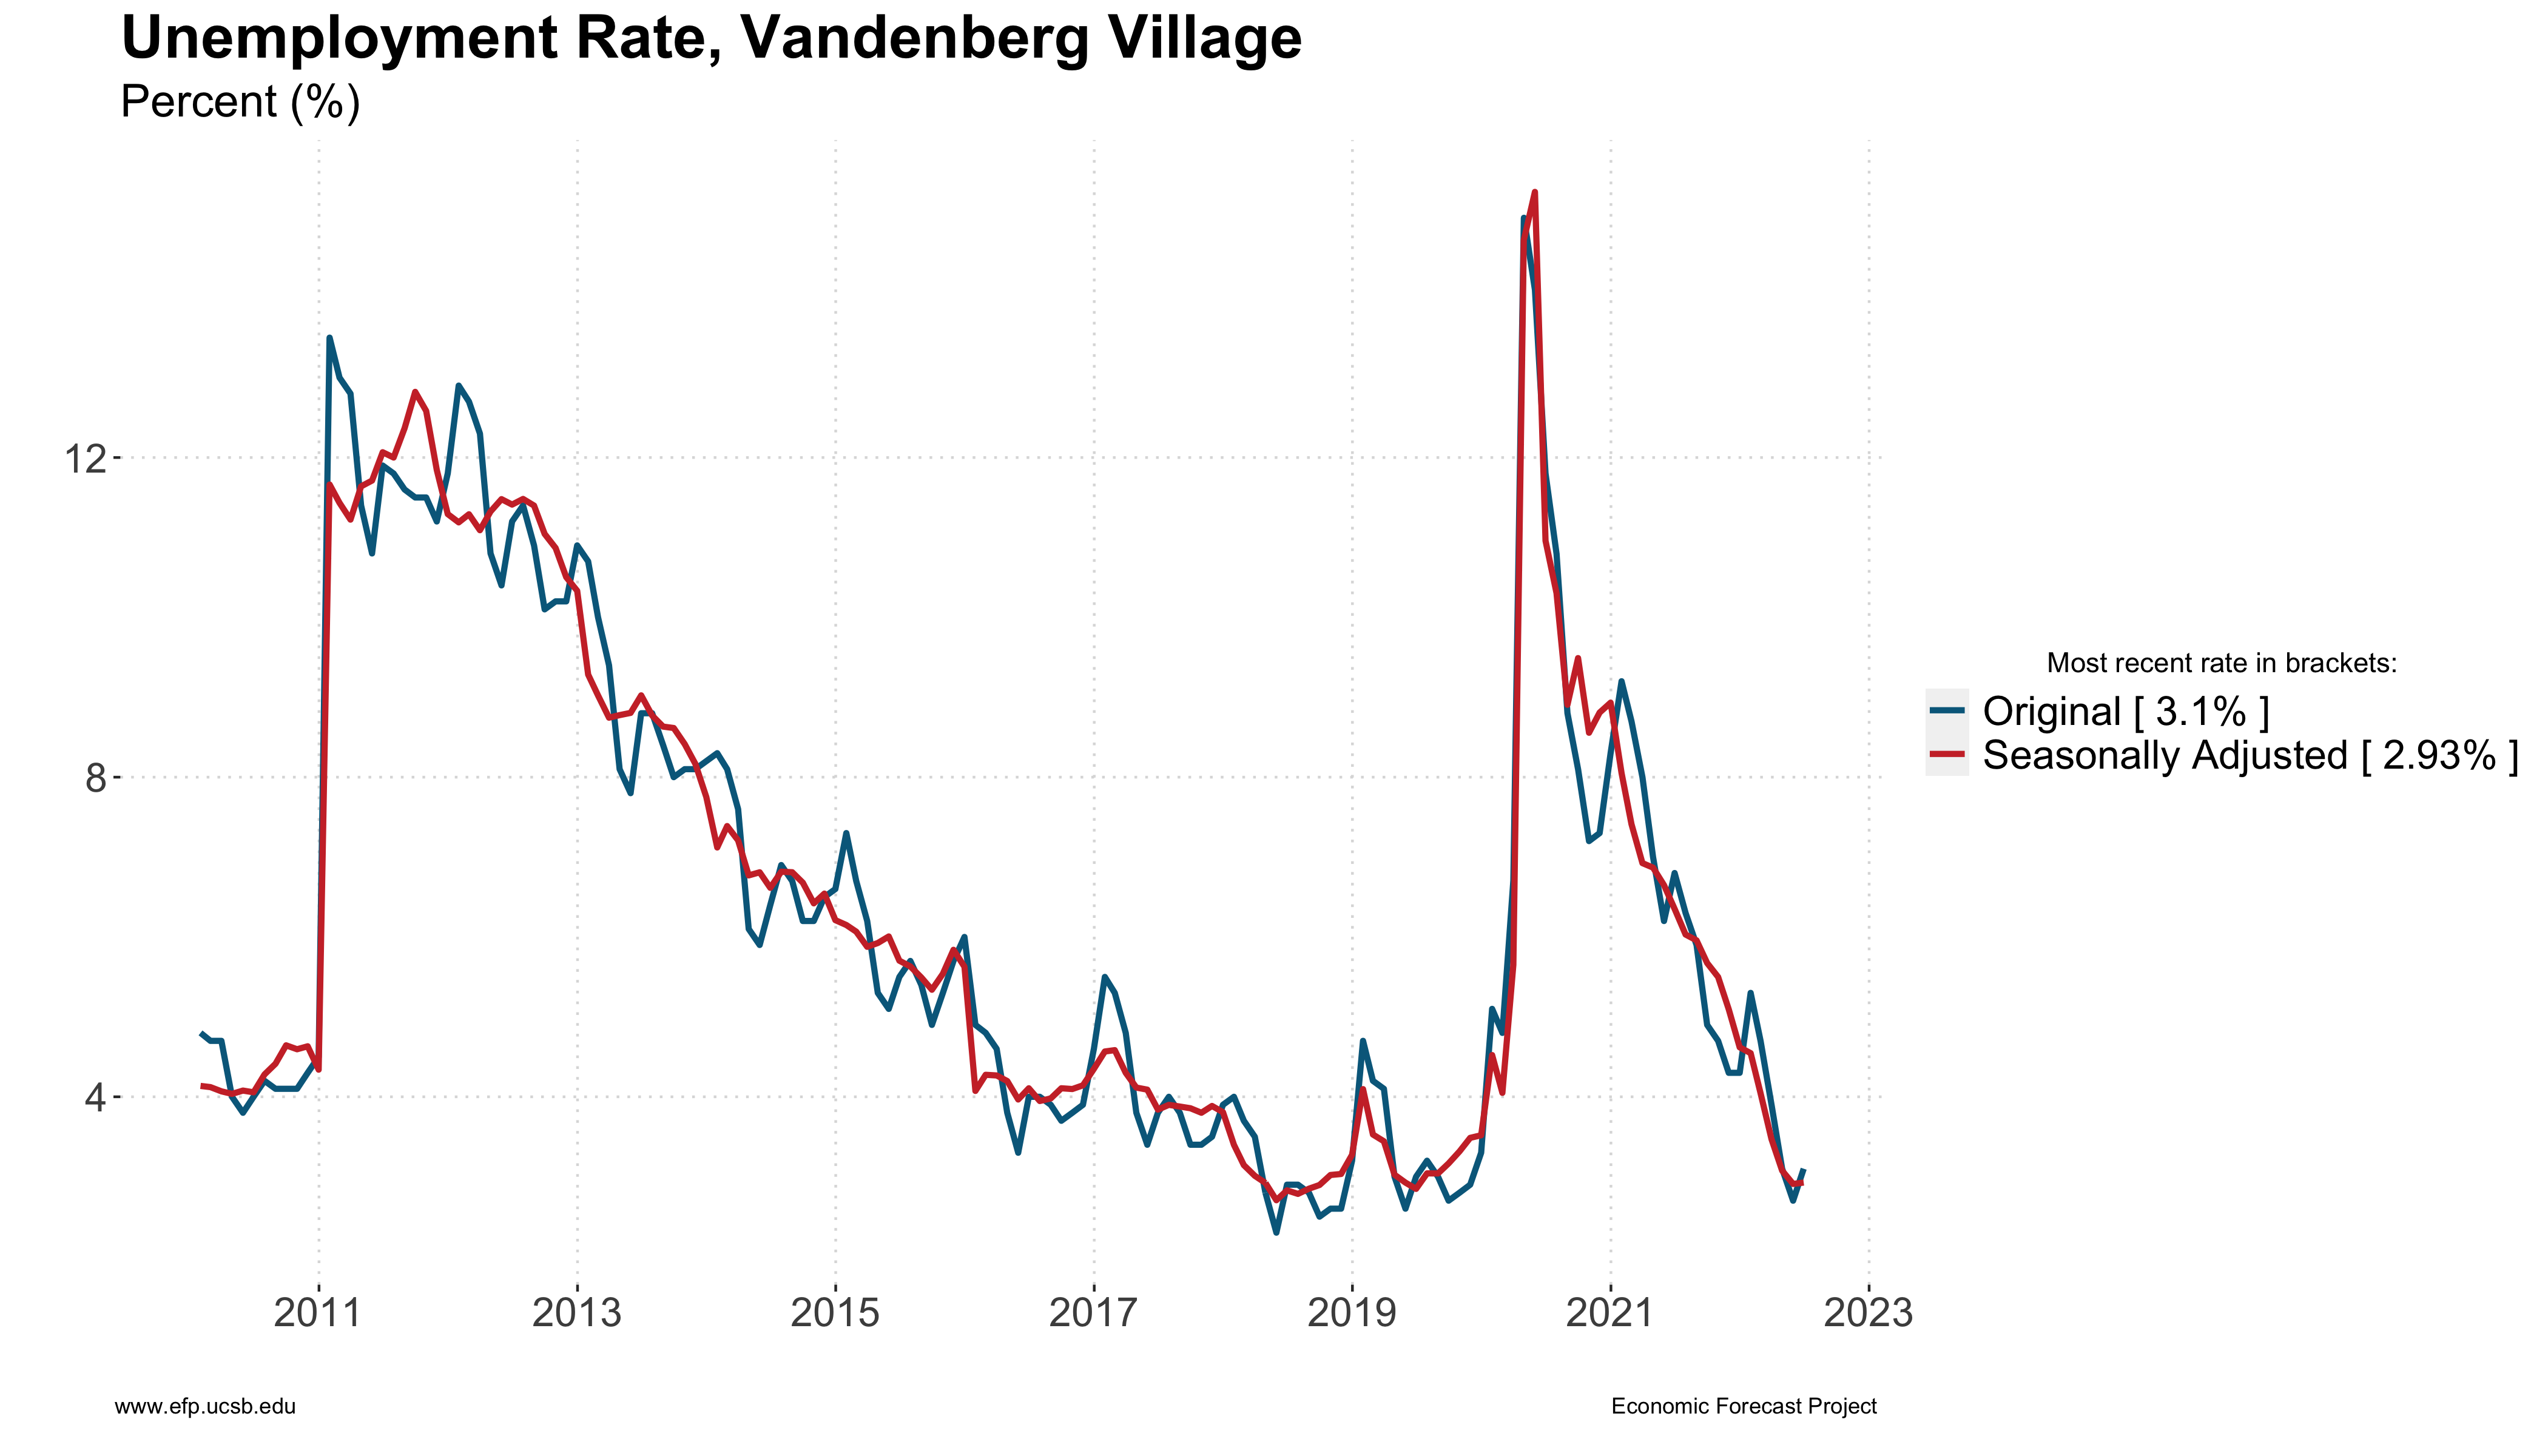 Unemployment Rate, Vandenberg Village
Percent (%)
12
8
4
2011 2013 2015 2017 2019 2021 2023
Most recent rate in brackets:
Original [ 3.1% ]
Seasonally Adjusted [ 2.93% ]
www.efp.ucsb.edu
Economic Forecast Project